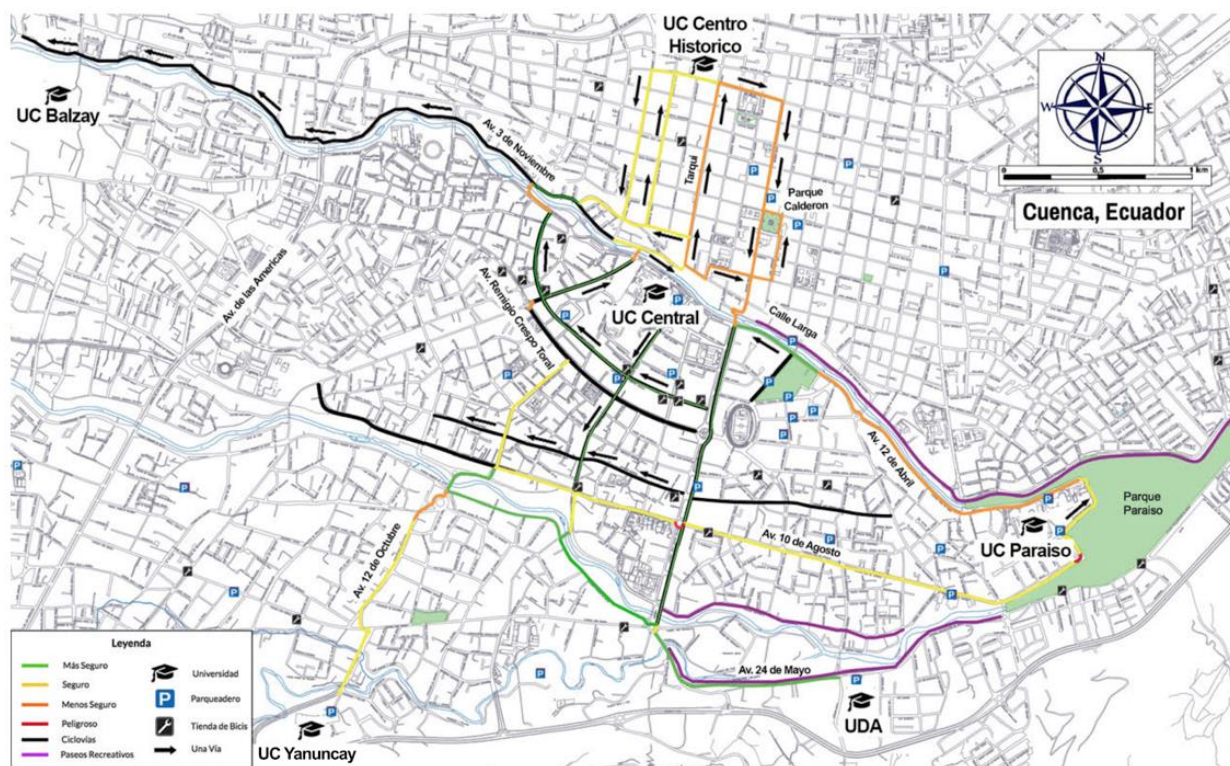 UC Centro
Historico
N
W
E
S
0
0,5
1 km
Cuenca, Ecuador
UC Balzay
Av. 3 de Noviembre
Tarqui
Parque
Calderon
Av. de las Americas
Av. Remigio Crespo Toral
UC Central
Calle Larga
Av. 12 de Abril
Parque
Paraiso
UC Paraiso
Av. 10 de Agosto
Av. 12 de Octubre
Av. 24 de Mayo
UDA
UC Yanuncay
Leyenda
Más Seguro
Seguro
Menos Seguro
Peligroso
Ciclovías
Paseos Recreativos
Universidad
P
Parqueadero
Tienda de Bicis
Una Vía